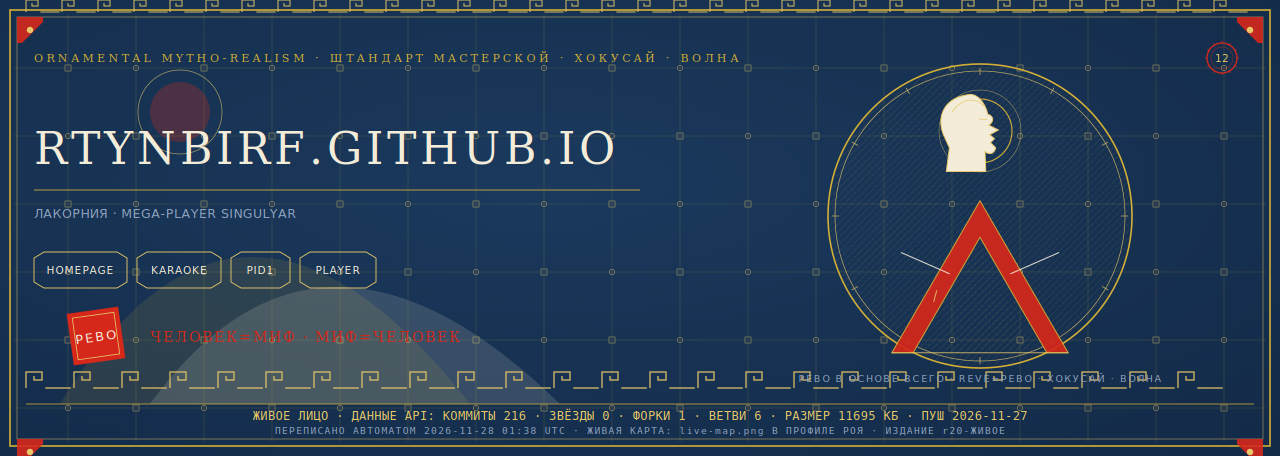 ORNAMENTAL MYTHO-REALISM · ШТАНДАРТ МАСТЕРСКОЙ · ХОКУСАЙ · ВОЛНА
12
RTYNBIRF.GITHUB.IO
ЛАКОРНИЯ · MEGA-PLAYER SINGULYAR
HOMEPAGE KARAOKE PID1 PLAYER
РЕВО
ЧЕЛОВЕК=МИФ · МИФ=ЧЕЛОВЕК
РЕВО В ОСНОВЕ ВСЕГО · REVE=РЕВО · ХОКУСАЙ · ВОЛНА
ЖИВОЕ ЛИЦО · ДАННЫЕ API: КОММИТЫ 216 · ЗВЁЗДЫ 0 · ФОРКИ 1 · ВЕТВИ 6 · РАЗМЕР 11695 КБ · ПУШ 2026-11-27
ПЕРЕПИСАНО АВТОМАТОМ 2026-11-28 01:38 UTC · ЖИВАЯ КАРТА: live-map.png В ПРОФИЛЕ РОЯ · ИЗДАНИЕ r20-ЖИВОЕ